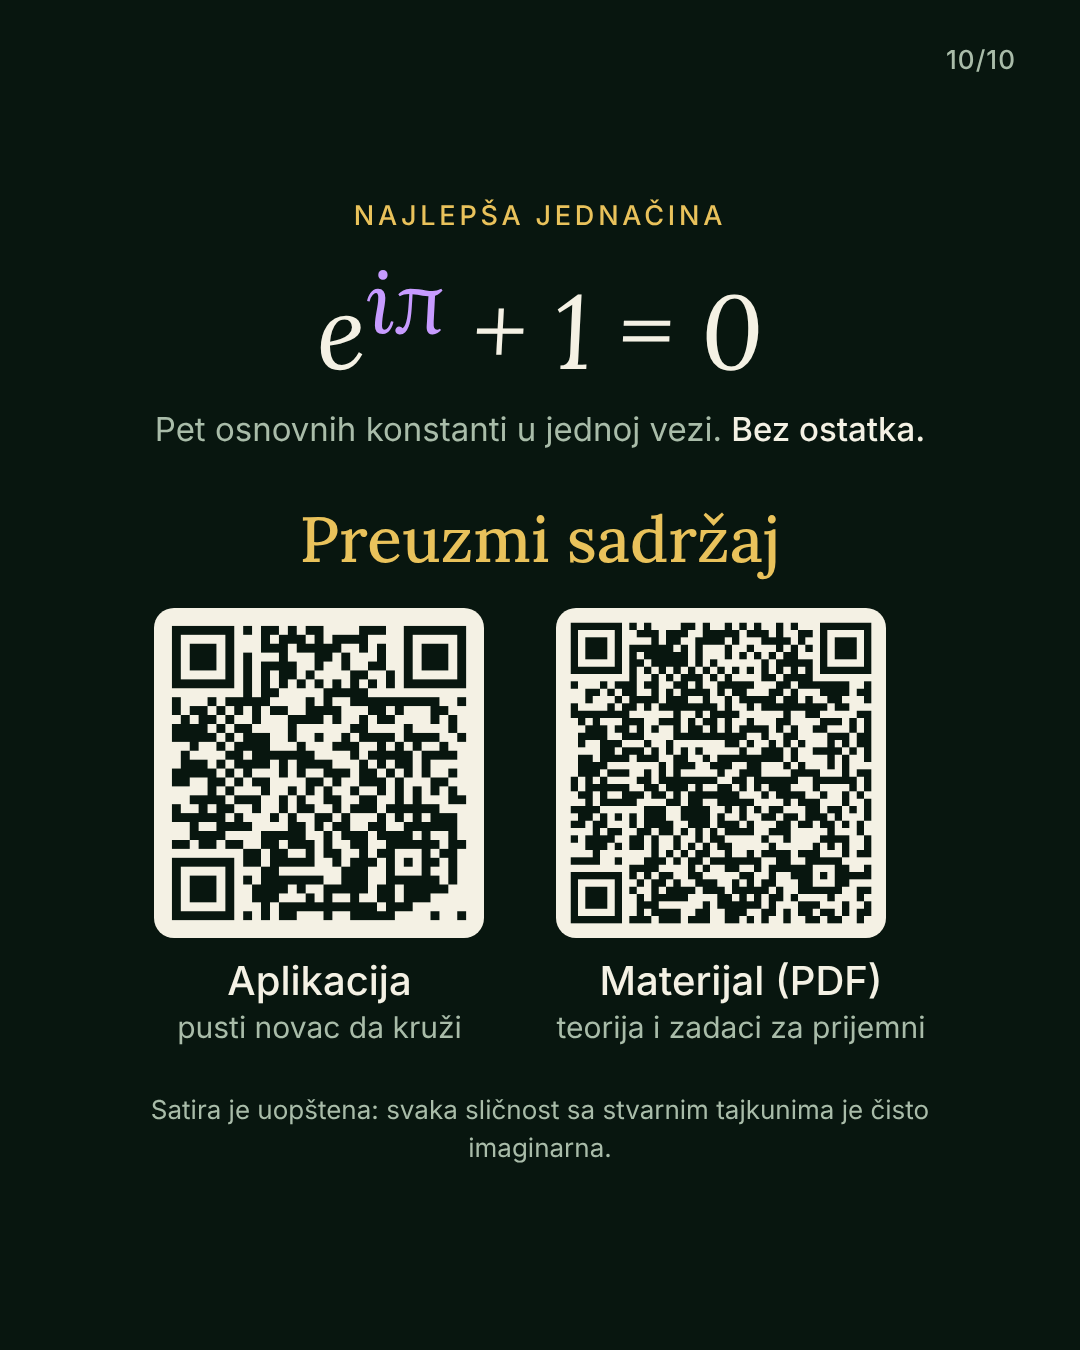 10/10
NAJLEPŠA JEDNAČINA
e^{iπ} + 1 = 0
Pet osnovnih konstanti u jednoj vezi. Bez ostatka.
Preuzmi sadržaj
Aplikacija
pusti novac da kruži
Materijal (PDF)
teorija i zadaci za prijemni
Satira je uopštena: svaka sličnost sa stvarnim tajkunima je čisto
imaginarna.